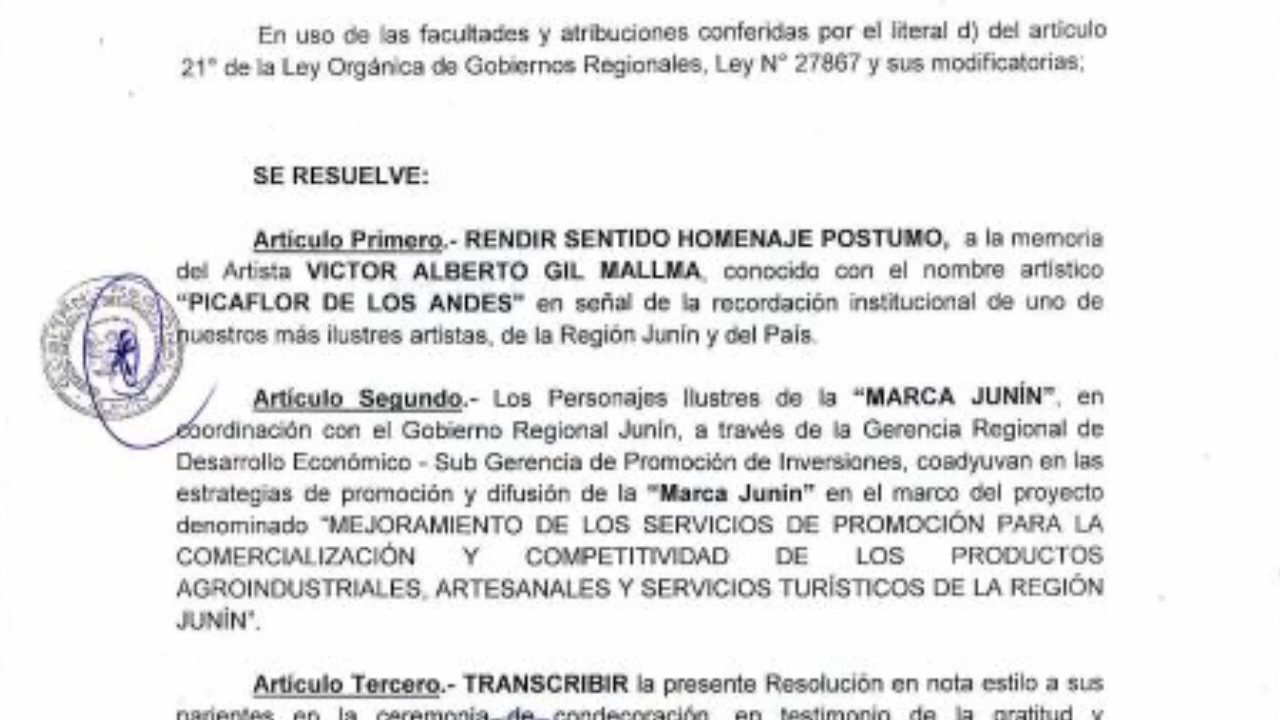 En uso de las facultades y atribuciones conferidas por el literal d) del artículo
21° de la Ley Orgánica de Gobiernos Regionales, Ley N° 27867 y sus modificatorias;
SE RESUELVE:
Artículo Primero.- RENDIR SENTIDO HOMENAJE POSTUMO, a la memoria
del Artista VICTOR ALBERTO GIL MALLMA, conocido con el nombre artístico
“PICAFLOR DE LOS ANDES” en señal de la recordación institucional de uno de
nuestros más ilustres artistas, de la Región Junín y del País.
Artículo Segundo.- Los Personajes Ilustres de la “MARCA JUNÍN”, en
coordinación con el Gobierno Regional Junín, a través de la Gerencia Regional de
Desarrollo Económico - Sub Gerencia de Promoción de Inversiones, coadyuvan en las
estrategias de promoción y difusión de la “Marca Junín” en el marco del proyecto
denominado “MEJORAMIENTO DE LOS SERVICIOS DE PROMOCIÓN PARA LA
COMERCIALIZACIÓN Y COMPETITIVIDAD DE LOS PRODUCTOS
AGROINDUSTRIALES, ARTESANALES Y SERVICIOS TURÍSTICOS DE LA REGIÓN
JUNÍN”.
Artículo Tercero.- TRANSCRIBIR la presente Resolución en nota estilo a sus
parientes en la ceremonia de condecoración, en testimonio de la gratitud y